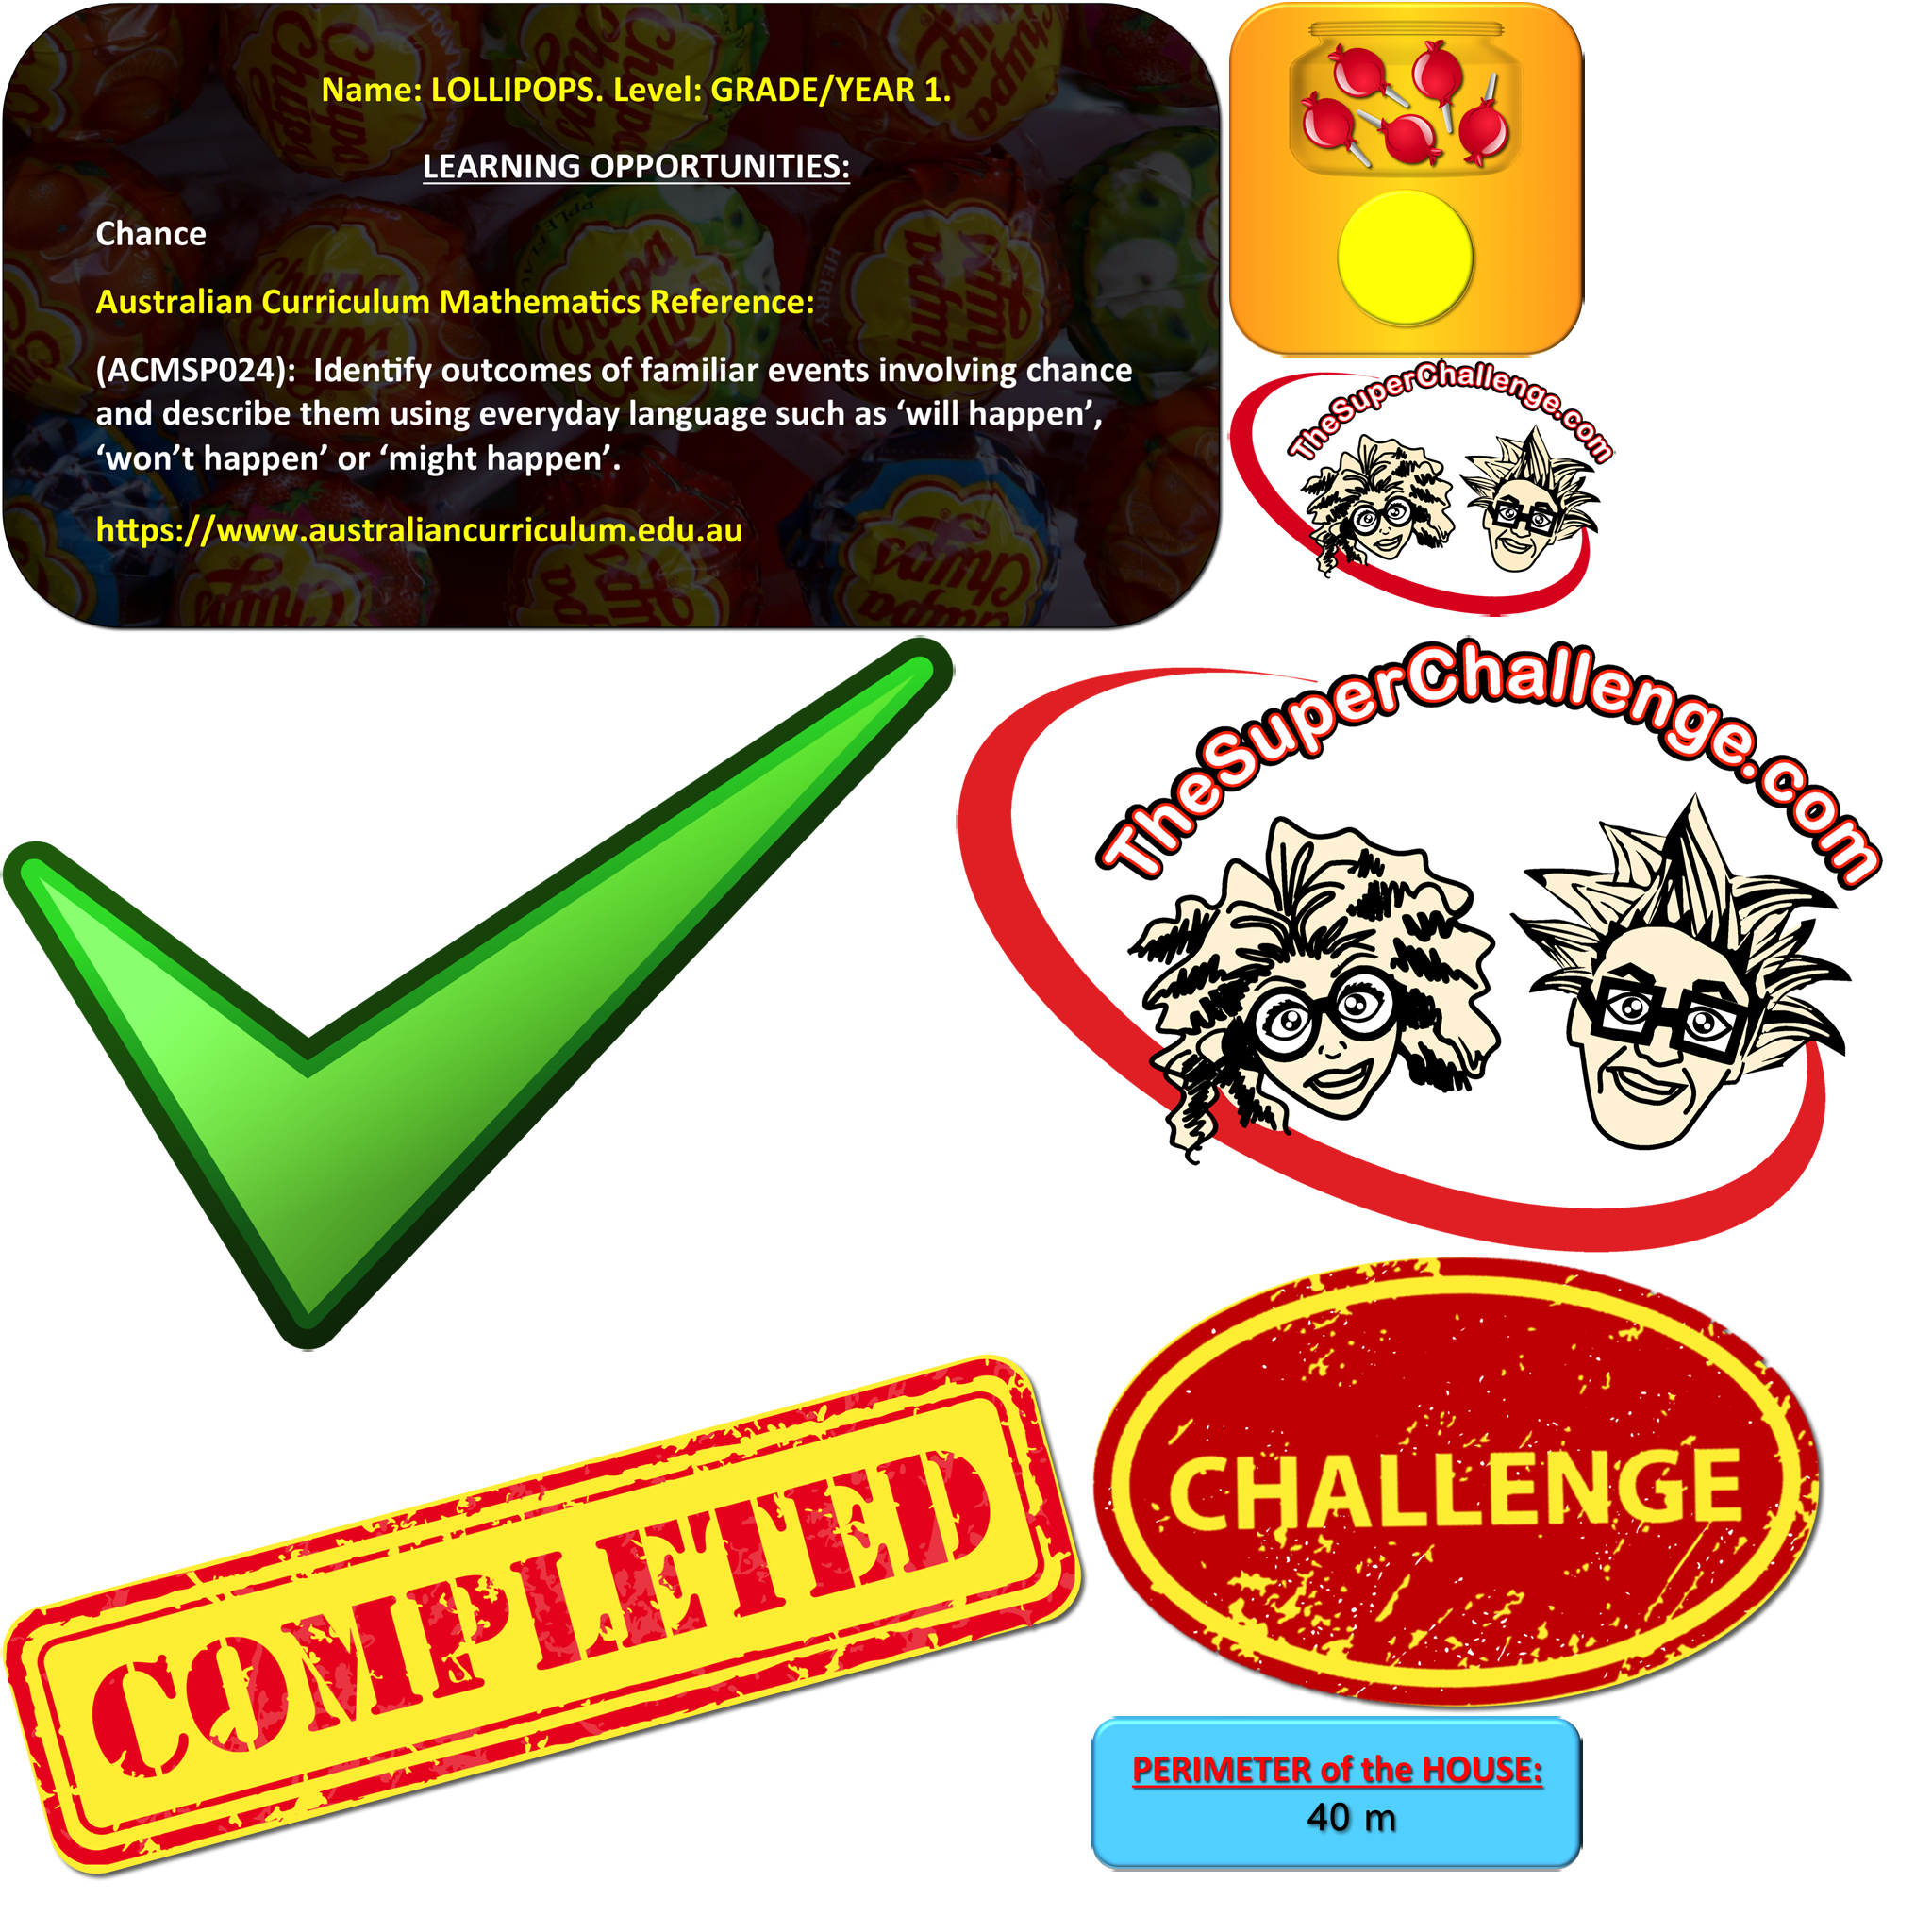 Name: LOLLIPOPS. Level: GRADE/YEAR 1.
LEARNING OPPORTUNITIES:
Chance
Australian Curriculum Mathematics Reference:
(ACMSP024):  Identify outcomes of familiar events involving chance
and describe them using everyday language such as ‘will happen’,
‘won’t happen’ or ‘might happen’.
https://www.australiancurriculum.edu.au
TheSuperChallenge.com
TheSuperChallenge.com
CHALLENGE
COMPLETED
PERIMETER of the HOUSE:
40 m